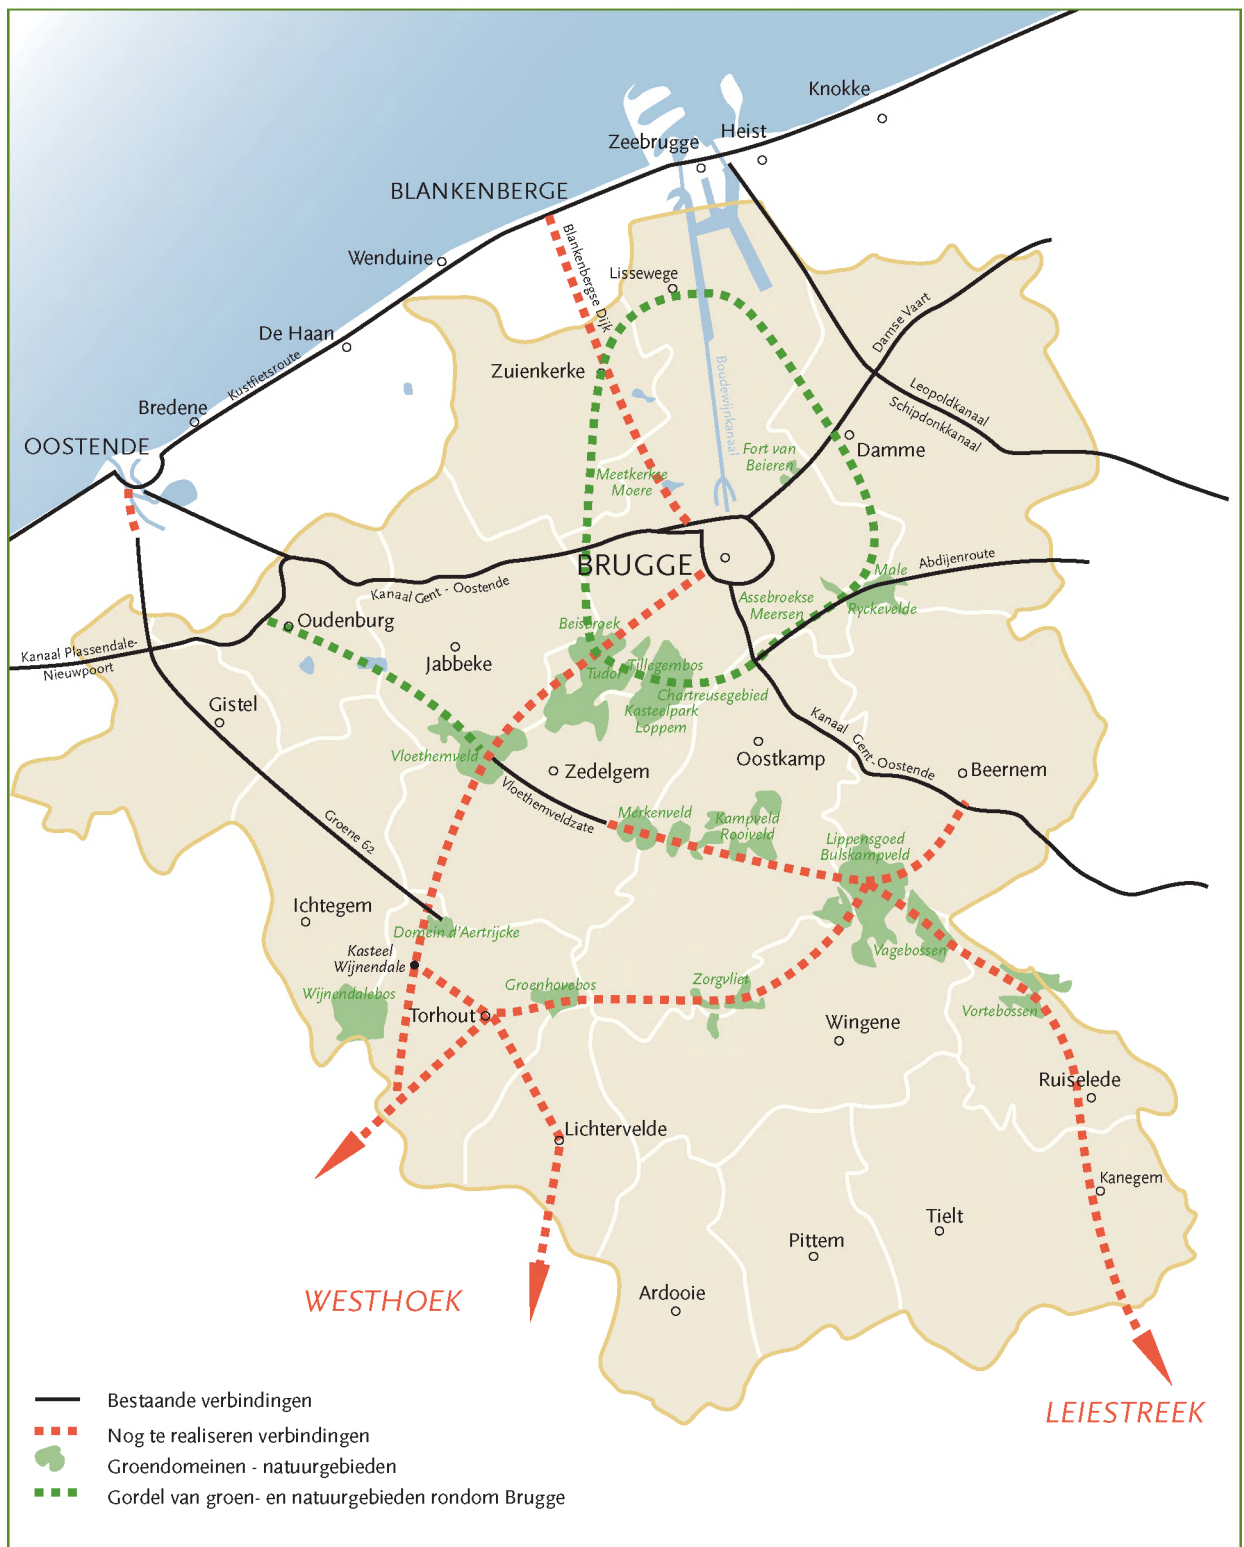 Knokke
Heist
Zeebrugge
BLANKENBERGE
Blankenbergse Dijk
Wenduine
Lissewege
De Haan
Kustfietsroute
Damse Vaart
Zuienkerke
Boudewijnkanaal
Leopoldkanaal
Schipdonkkanaal
Bredene
OOSTENDE
Damme
Fort van
Beieren
Meetkerkse
Moere
BRUGGE
Abdijenroute
Male
Ryckevelde
Kanaal Gent - Oostende
Assebroekse
Meersen
Oudenburg
Beisbroek
Kanaal Plassendale-
Nieuwpoort
Jabbeke
Tudor
Tillegembos
Chartreusegebied
Kasteelpark
Loppem
Gistel
Kanaal Gent-Oostende
Vloethemveld
Zedelgem
Oostkamp
Beernem
Vloethemveldzate
Merkenveld
Kampveld
Rooiveld
Groene 62
Lippensgoed
Bulskampveld
Ichtegem
Domein d'Aertrijcke
Kasteel
Wijnendale
Vagebossen
Wijnendalebos
Groenhovebos
Zorgvliet
Torhout
Vortebossen
Wingene
Ruiselede
Lichtervelde
Kanegem
Tielt
Pittem
Ardooie
WESTHOEK
LEIESTREEK
Bestaande verbindingen
Nog te realiseren verbindingen
Groendomeinen - natuurgebieden
Gordel van groen- en natuurgebieden rondom Brugge